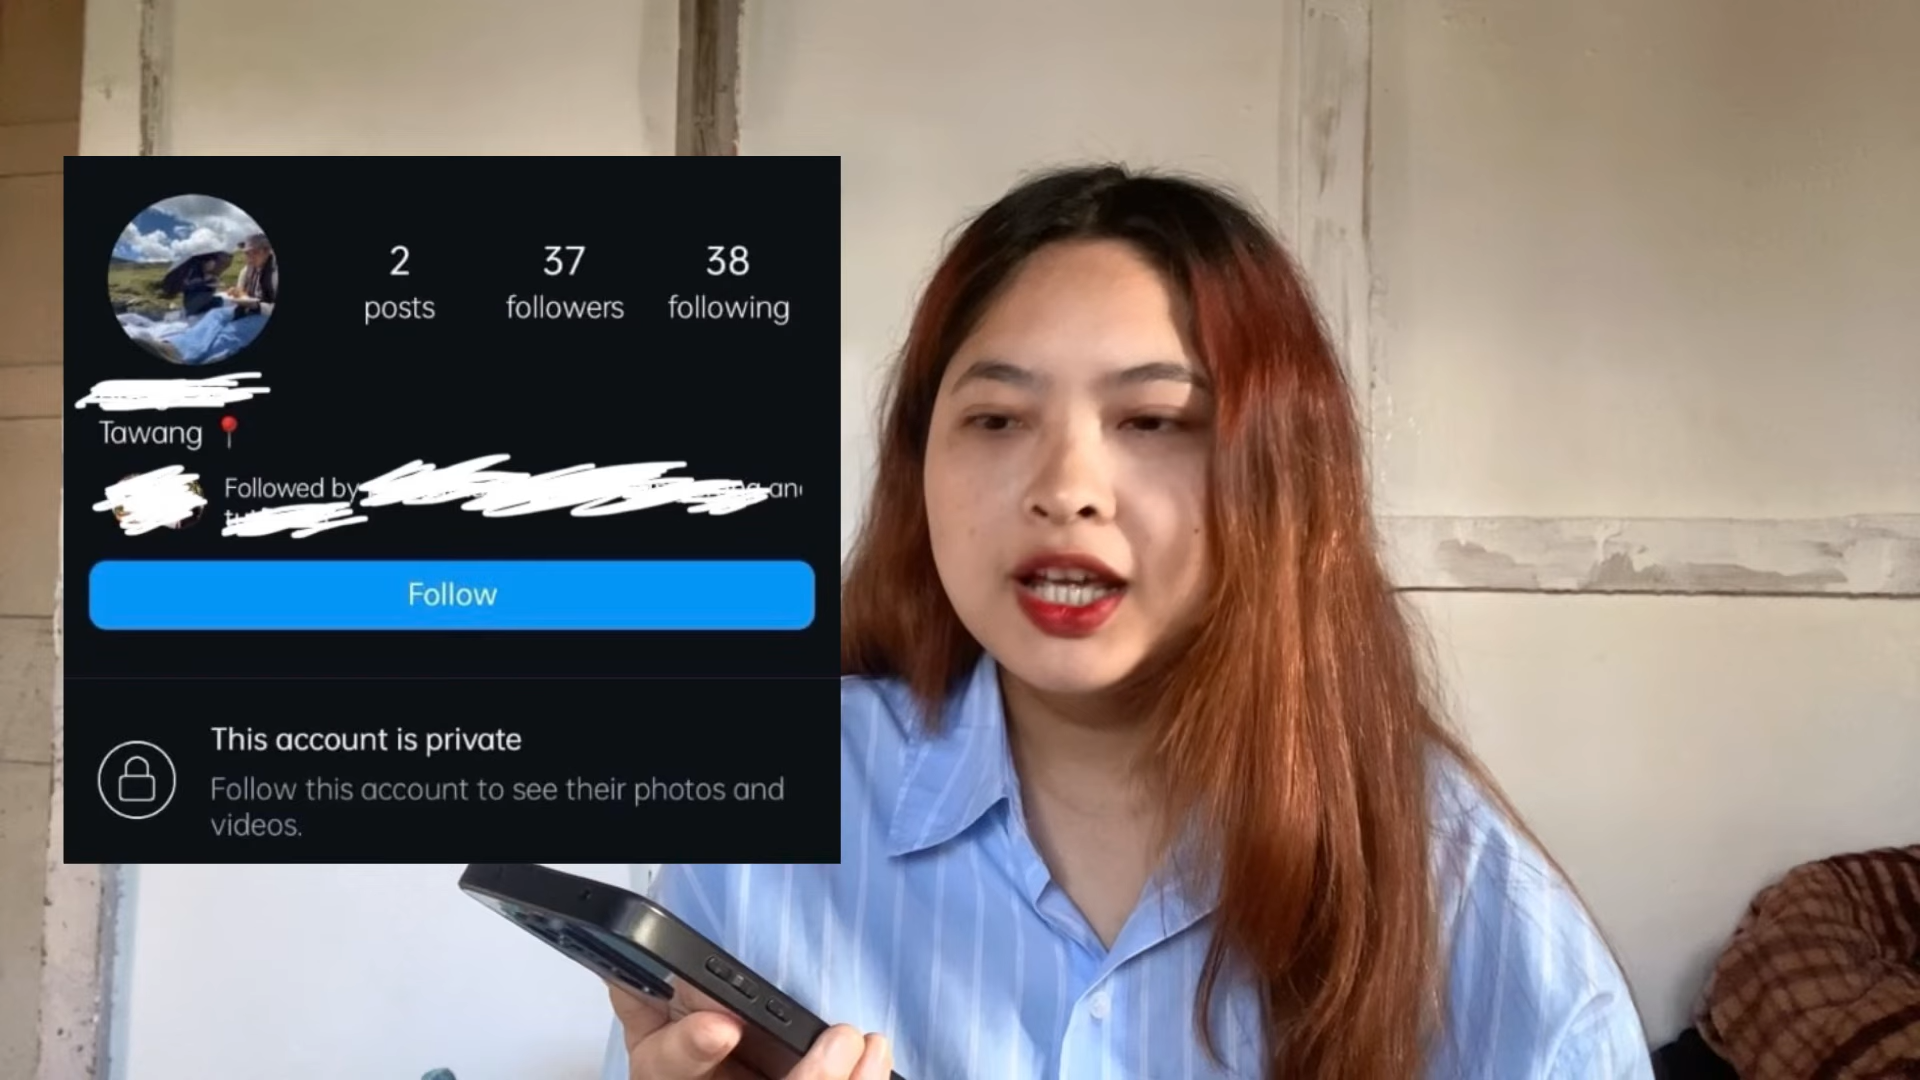 2 37 38
posts followers following
Tawang
Followed by
Follow
This account is private
Follow this account to see their photos and
videos.